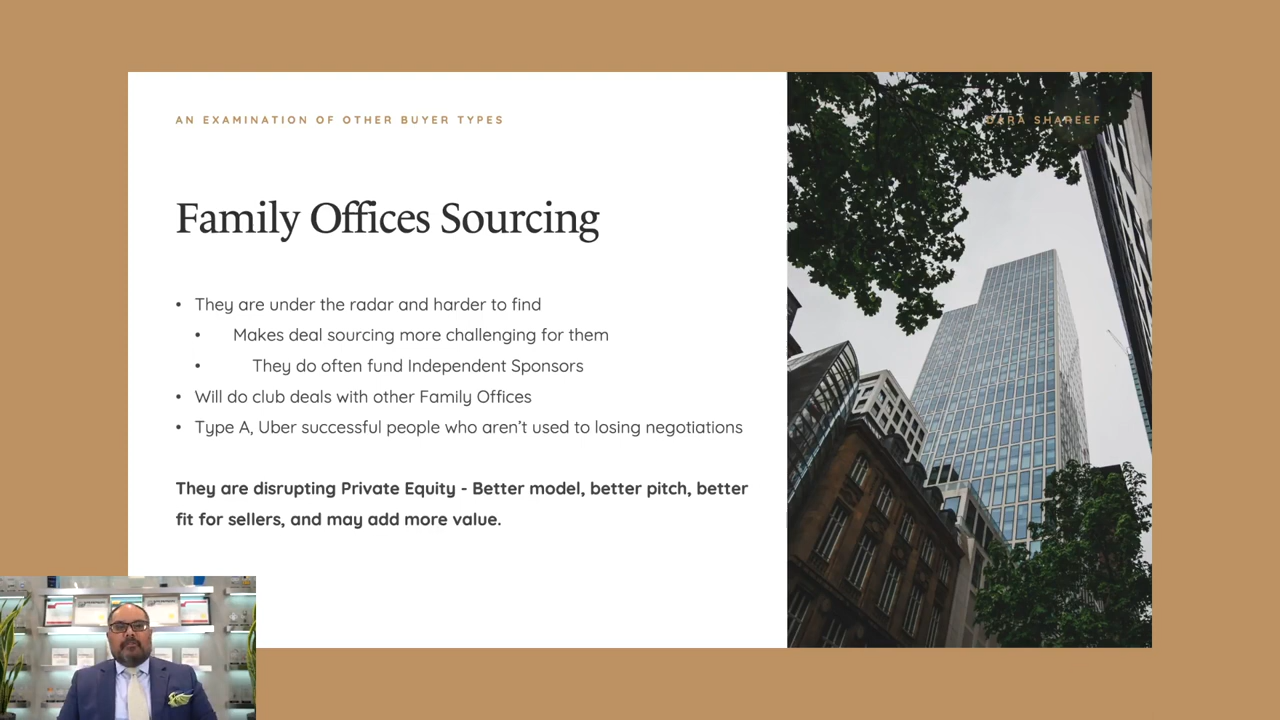 AN EXAMINATION OF OTHER BUYER TYPES
DARA SHAREEF
Family Offices Sourcing
• They are under the radar and harder to find
• Makes deal sourcing more challenging for them
• They do often fund Independent Sponsors
• Will do club deals with other Family Offices
• Type A, Uber successful people who aren’t used to losing negotiations
They are disrupting Private Equity - Better model, better pitch, better
fit for sellers, and may add more value.